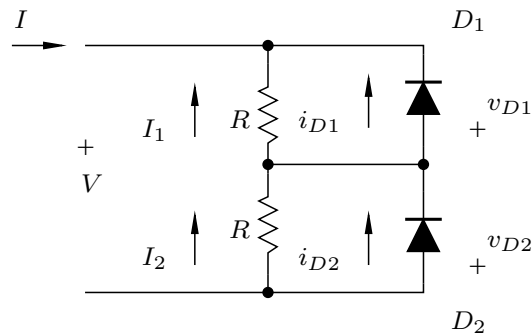 I
D1
I1
R
iD1
vD1
+
+
V
I2
R
iD2
vD2
+
D2